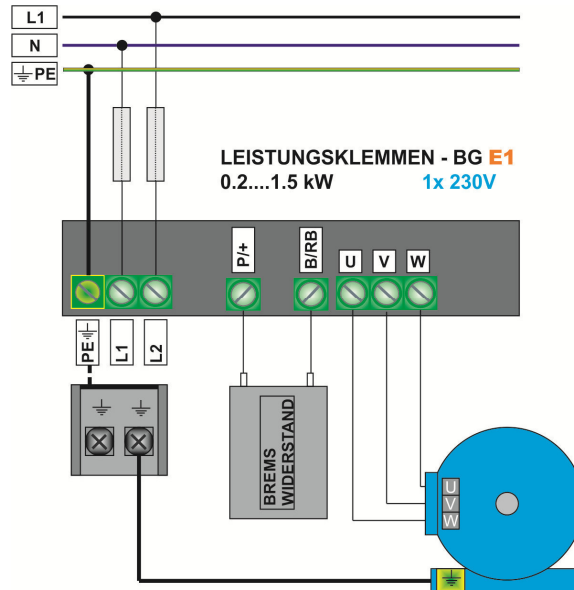 L1
N
PE
LEISTUNGSKLEMMEN - BG E1
0.2....1.5 kW 1x 230V
P/+
B/RB
U V W
PE
L1
L2
BREMS
WIDERSTAND
U
V
W